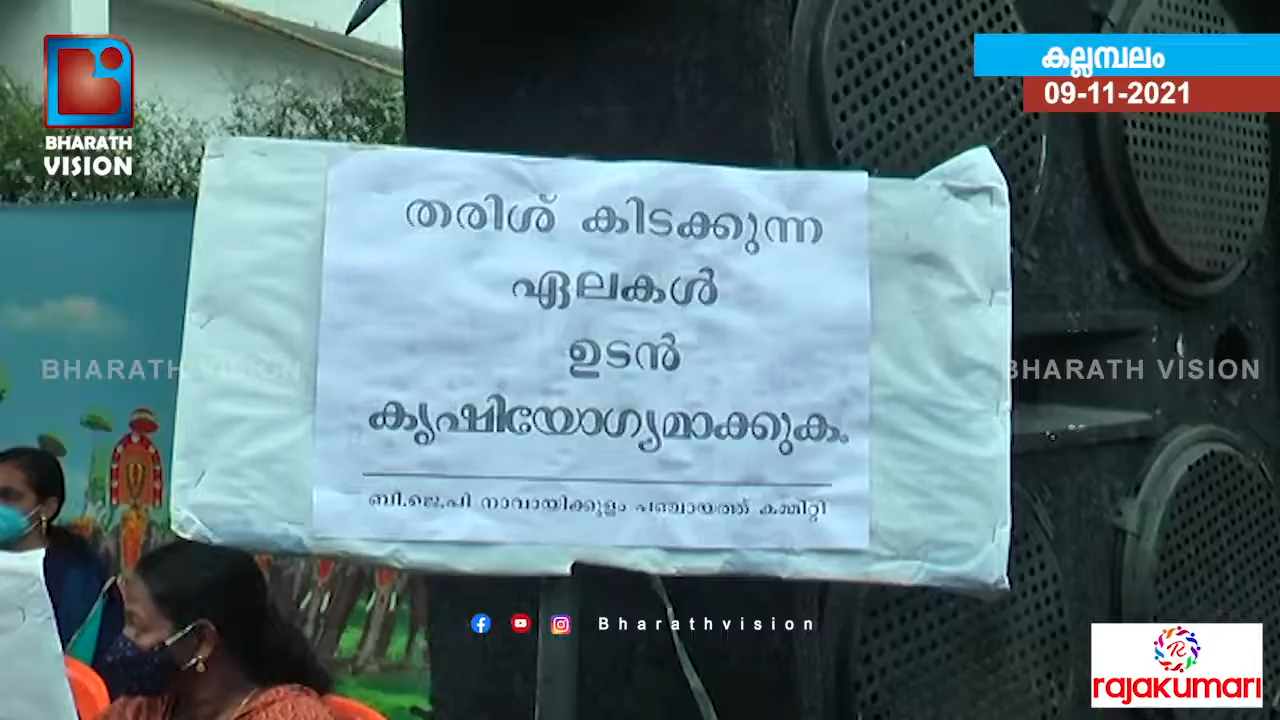 BHARATH
VISION
കല്ലമ്പലം
09-11-2021
തരിശ് കിടക്കുന്ന
ഏലകൾ
ഉടൻ
കൃഷിയോഗ്യമാക്കുക.
ബി.ജെ.പി നാവായിക്കുളം പഞ്ചായത്ത് കമ്മിറ്റി
BHARATH VISION
BHARATH VISION
Bharathvision
R
rajakumari